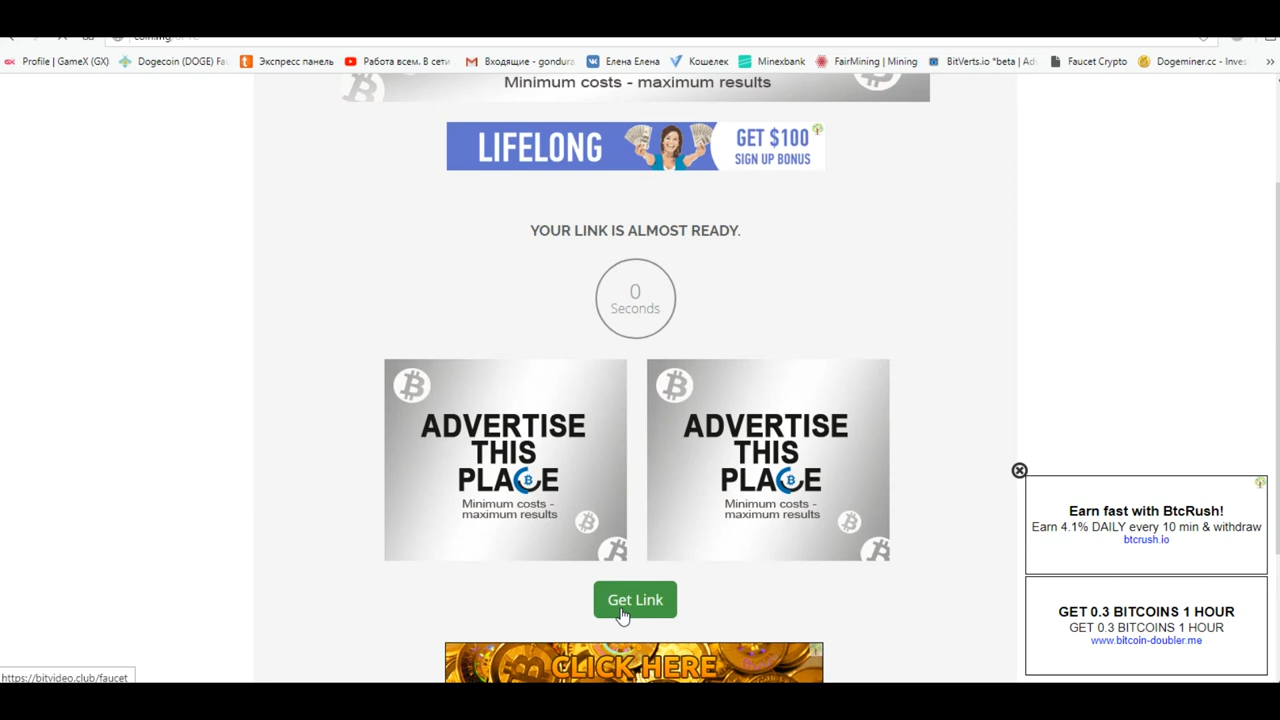 Profile | GameX (GX)
Dogecoin (DOGE) Fau
Экспресс панель
Работа всем. В сети
Входящие - gondura
Елена Елена
Кошелек
Minexbank
FairMining | Mining
BitVerts.io *beta | Ad
Faucet Crypto
Dogeminer.cc - Inves
»
Minimum costs - maximum results
LIFELONG
GET $100
SIGN UP BONUS
YOUR LINK IS ALMOST READY.
0
Seconds
ADVERTISE
THIS
PLACE
Minimum costs -
maximum results
ADVERTISE
THIS
PLACE
Minimum costs -
maximum results
Earn fast with BtcRush!
Earn 4.1% DAILY every 10 min & withdraw
btcrush.io
GET 0.3 BITCOINS 1 HOUR
GET 0.3 BITCOINS 1 HOUR
www.bitcoin-doubler.me
Get Link
CLICK HERE
https://bitvideo.club/faucet